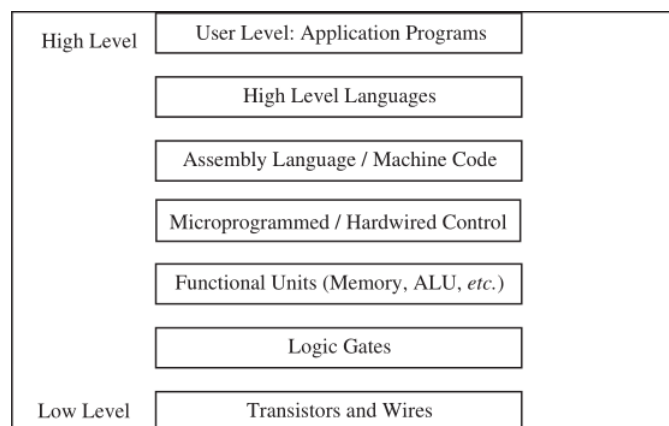 High Level
User Level: Application Programs
High Level Languages
Assembly Language / Machine Code
Microprogrammed / Hardwired Control
Functional Units (Memory, ALU, etc.)
Logic Gates
Low Level
Transistors and Wires